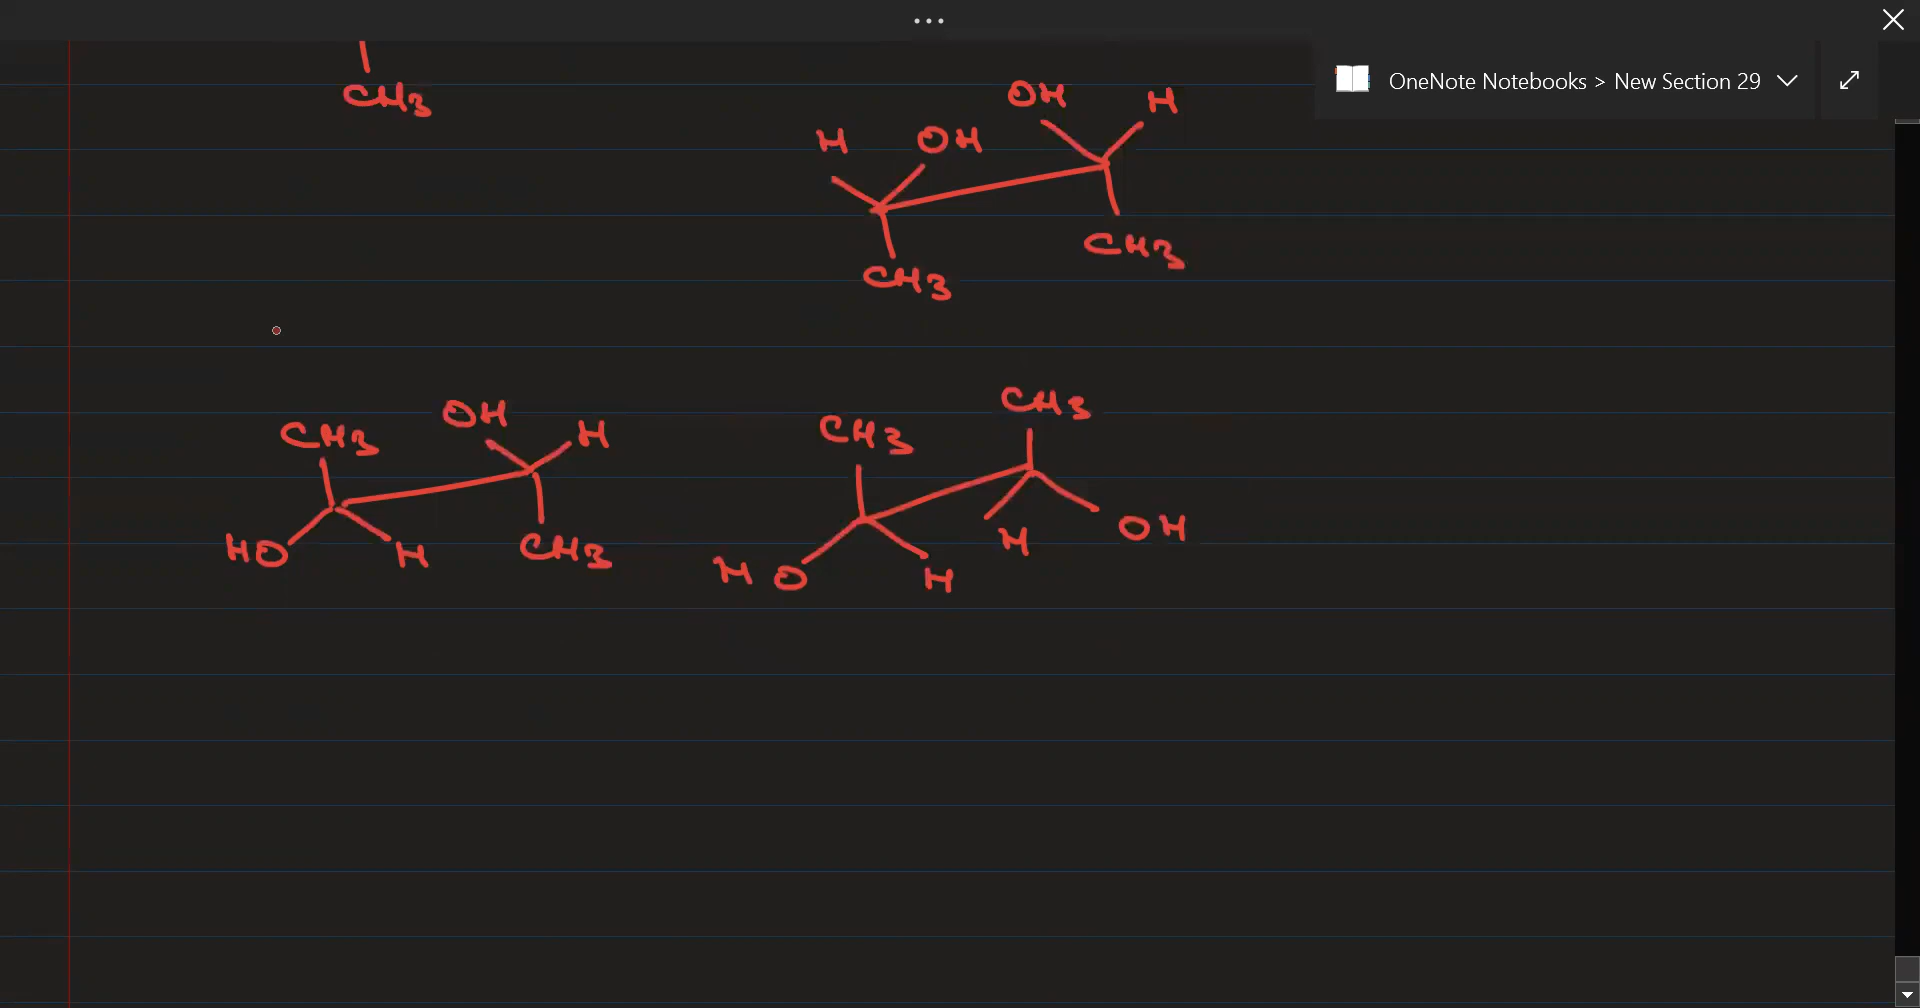 ...
OneNote Notebooks > New Section 29
CH3
OH H
H OH
CH3
CH3
CH3
OH H
CH3
CH3
HO H CH3
H OH
HO H